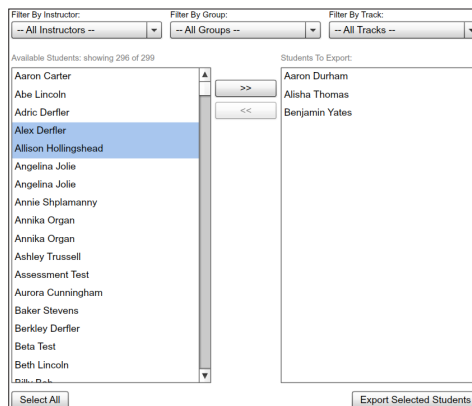 Filter By Instructor:
Filter By Group:
Filter By Track:
-- All Instructors --
-- All Groups --
-- All Tracks --
Available Students: showing 296 of 299
Students To Export:
Aaron Carter
Abe Lincoln
Adric Derfler
Alex Derfler
Allison Hollingshead
Angelina Jolie
Angelina Jolie
Annie Shplamanny
Annika Organ
Annika Organ
Ashley Trussell
Assessment Test
Aurora Cunningham
Baker Stevens
Berkley Derfler
Beta Test
Beth Lincoln
Billy Bob
>>
<<
Aaron Durham
Alisha Thomas
Benjamin Yates
Select All
Export Selected Students